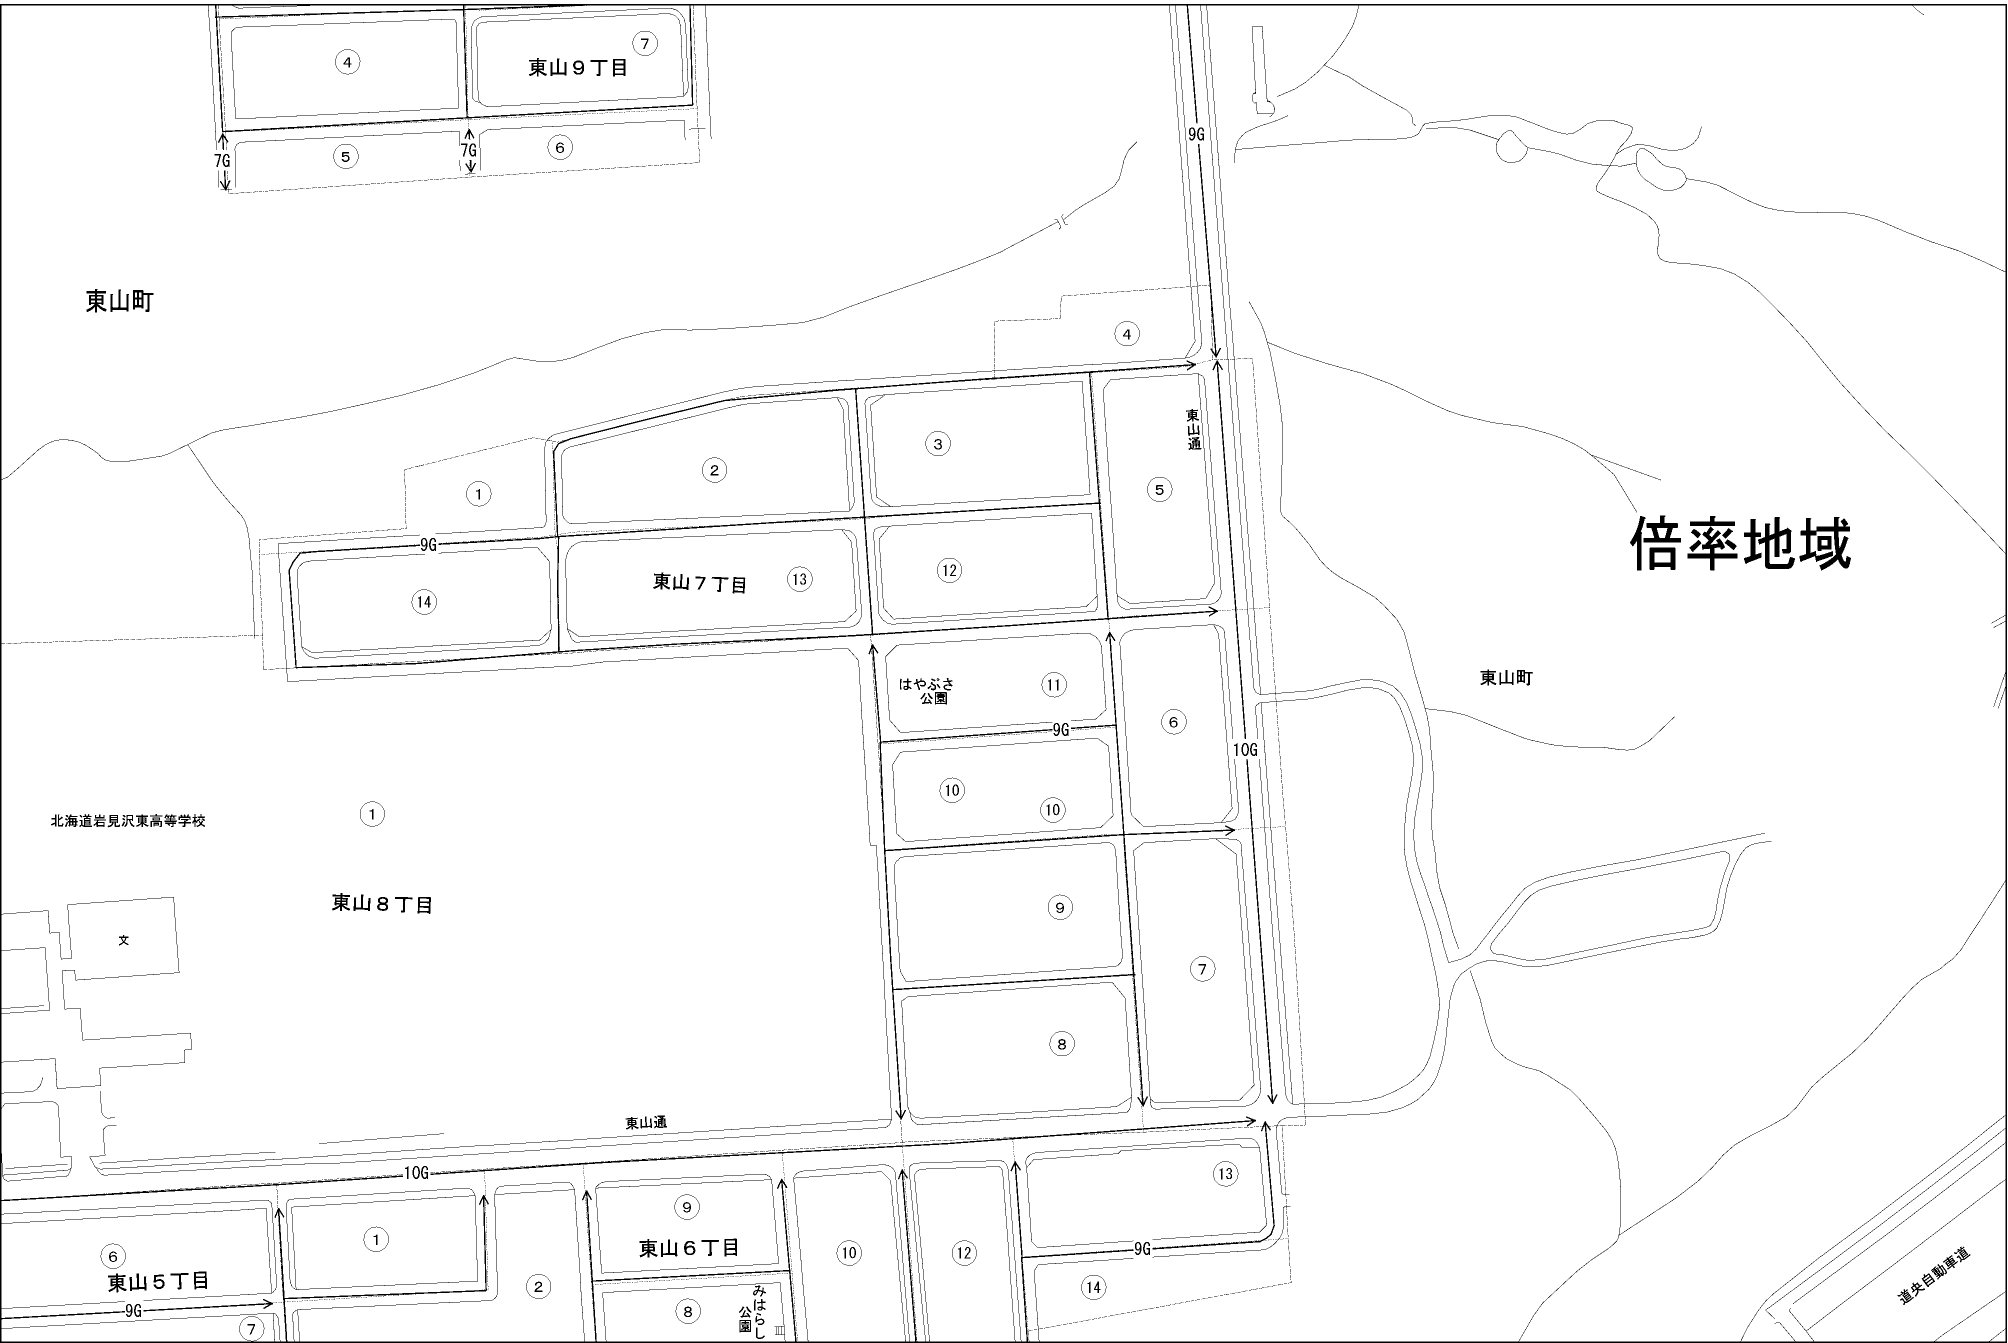 ④
⑦
東山９丁目
7G
⑤
7G
⑥
9G
東山町
④
東山通
①
②
③
⑤
9G
⑭
東山７丁目
⑬
⑫
倍率地域
はやぶさ
公園
⑪
⑥
東山町
9G
10G
⑩
⑩
北海道岩見沢東高等学校
①
東山８丁目
文
⑨
⑦
⑧
東山通
10G
⑬
⑨
①
⑥
東山５丁目
9G
⑦
②
東山６丁目
⑧
みはらし
公園
⑩
⑫
9G
⑭
道央自動車道